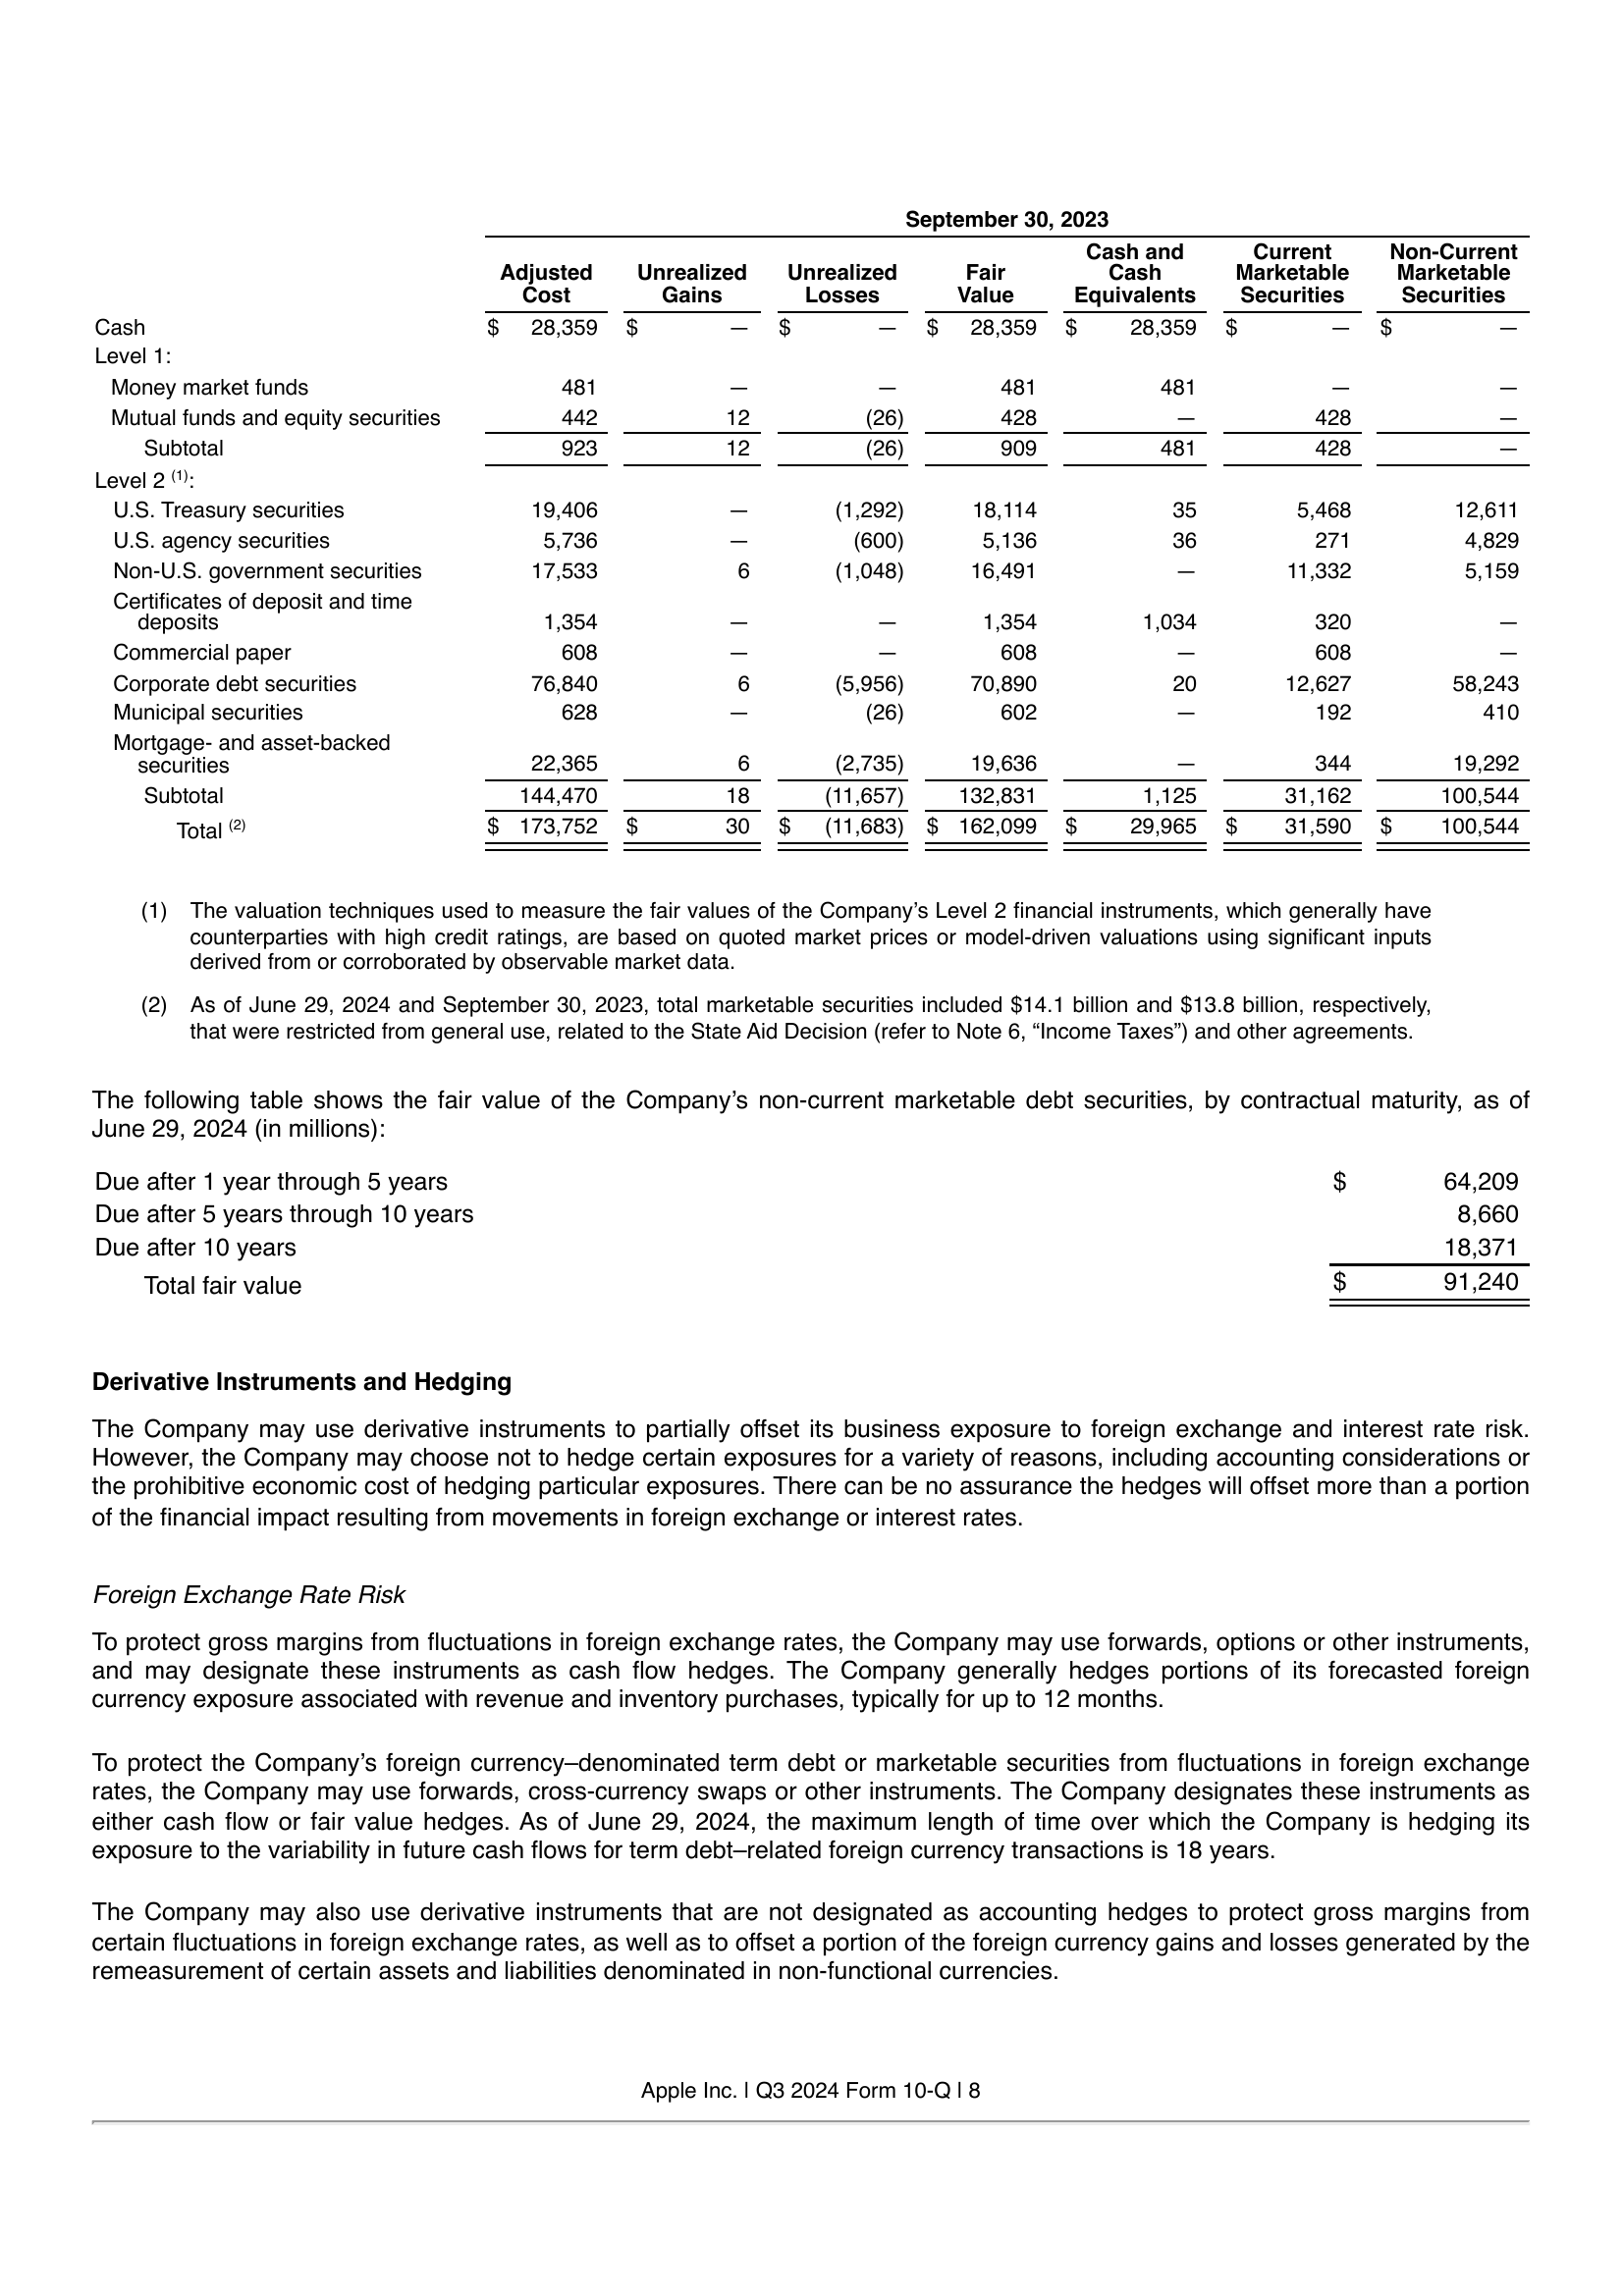 September 30, 2023
Adjusted Cost Unrealized Gains Unrealized Losses Fair Value Cash and Cash Equivalents Current Marketable Securities Non-Current Marketable Securities
Cash $ 28,359 $ — $ — $ 28,359 $ 28,359 $ — $ —
Level 1:
Money market funds 481 — — 481 481 — —
Mutual funds and equity securities 442 12 (26) 428 — 428 —
Subtotal 923 12 (26) 909 481 428 —
Level 2 (1):
U.S. Treasury securities 19,406 — (1,292) 18,114 35 5,468 12,611
U.S. agency securities 5,736 — (600) 5,136 36 271 4,829
Non-U.S. government securities 17,533 6 (1,048) 16,491 — 11,332 5,159
Certificates of deposit and time
deposits 1,354 — — 1,354 1,034 320 —
Commercial paper 608 — — 608 — 608 —
Corporate debt securities 76,840 6 (5,956) 70,890 20 12,627 58,243
Municipal securities 628 — (26) 602 — 192 410
Mortgage- and asset-backed
securities 22,365 6 (2,735) 19,636 — 344 19,292
Subtotal 144,470 18 (11,657) 132,831 1,125 31,162 100,544
Total (2) $ 173,752 $ 30 $ (11,683) $ 162,099 $ 29,965 $ 31,590 $ 100,544
(1) The valuation techniques used to measure the fair values of the Company’s Level 2 financial instruments, which generally have
counterparties with high credit ratings, are based on quoted market prices or model-driven valuations using significant inputs
derived from or corroborated by observable market data.
(2) As of June 29, 2024 and September 30, 2023, total marketable securities included $14.1 billion and $13.8 billion, respectively,
that were restricted from general use, related to the State Aid Decision (refer to Note 6, “Income Taxes”) and other agreements.
The following table shows the fair value of the Company’s non-current marketable debt securities, by contractual maturity, as of
June 29, 2024 (in millions):
Due after 1 year through 5 years $ 64,209
Due after 5 years through 10 years 8,660
Due after 10 years 18,371
Total fair value $ 91,240
Derivative Instruments and Hedging
The Company may use derivative instruments to partially offset its business exposure to foreign exchange and interest rate risk.
However, the Company may choose not to hedge certain exposures for a variety of reasons, including accounting considerations or
the prohibitive economic cost of hedging particular exposures. There can be no assurance the hedges will offset more than a portion
of the financial impact resulting from movements in foreign exchange or interest rates.
Foreign Exchange Rate Risk
To protect gross margins from fluctuations in foreign exchange rates, the Company may use forwards, options or other instruments,
and may designate these instruments as cash flow hedges. The Company generally hedges portions of its forecasted foreign
currency exposure associated with revenue and inventory purchases, typically for up to 12 months.
To protect the Company’s foreign currency–denominated term debt or marketable securities from fluctuations in foreign exchange
rates, the Company may use forwards, cross-currency swaps or other instruments. The Company designates these instruments as
either cash flow or fair value hedges. As of June 29, 2024, the maximum length of time over which the Company is hedging its
exposure to the variability in future cash flows for term debt–related foreign currency transactions is 18 years.
The Company may also use derivative instruments that are not designated as accounting hedges to protect gross margins from
certain fluctuations in foreign exchange rates, as well as to offset a portion of the foreign currency gains and losses generated by the
remeasurement of certain assets and liabilities denominated in non-functional currencies.
Apple Inc. | Q3 2024 Form 10-Q | 8